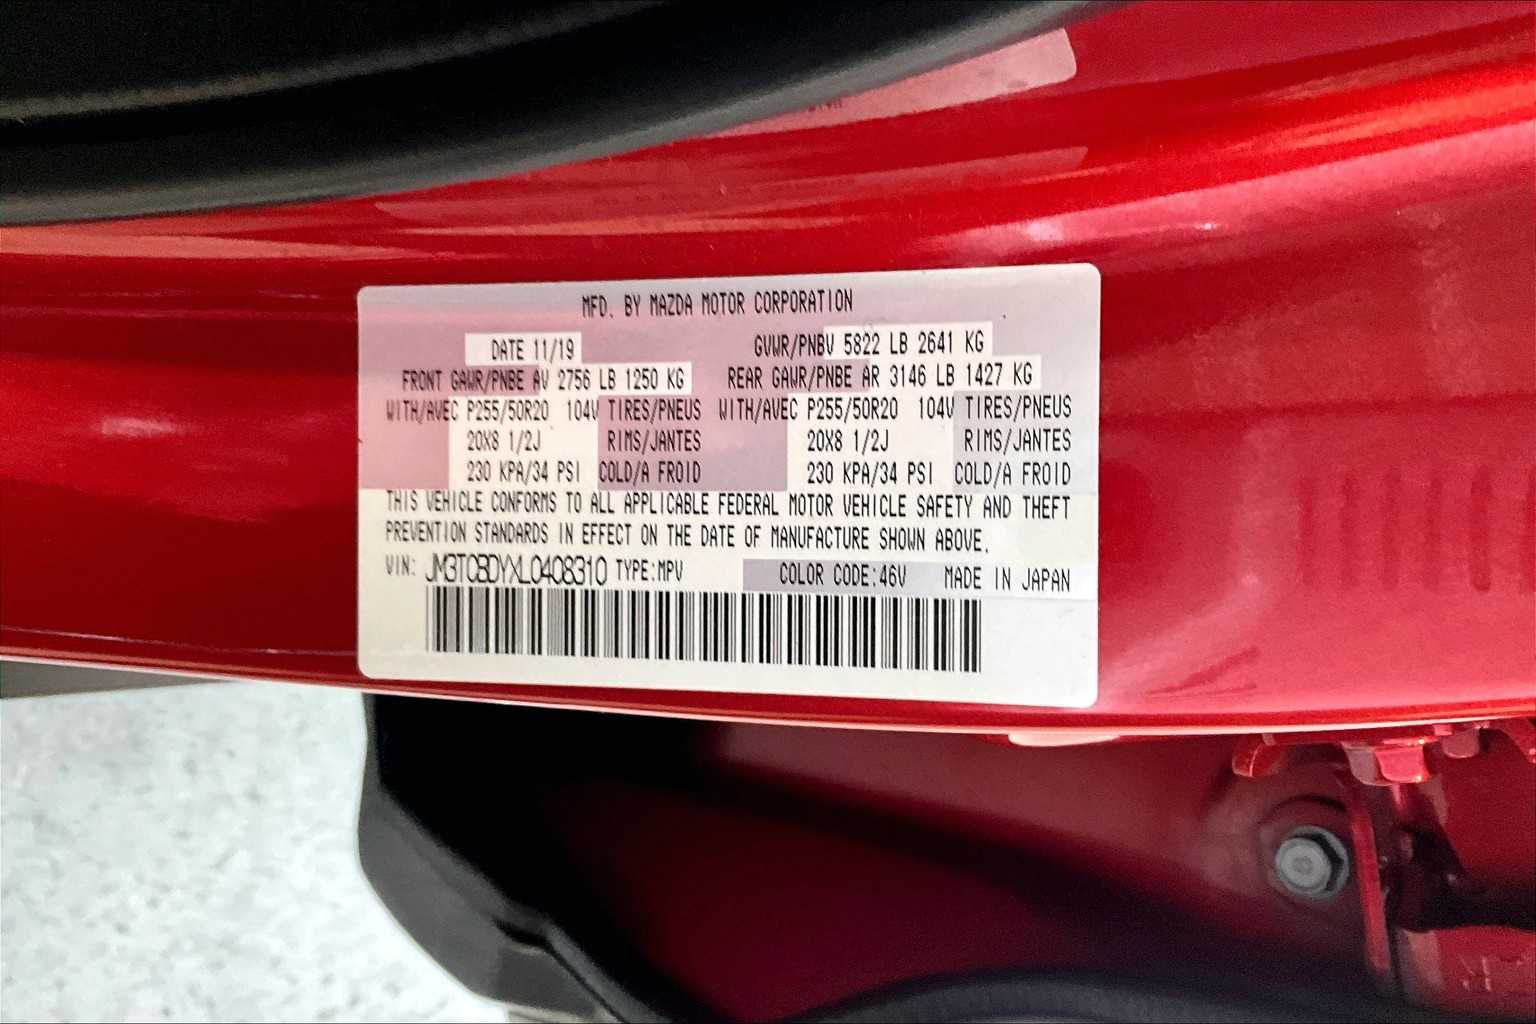 MFD. BY MAZDA MOTOR CORPORATION
DATE 11/19 GVWR/PNBV 5822 LB 2641 KG
FRONT GAWR/PNBE AV 2756 LB 1250 KG REAR GAWR/PNBE AR 3146 LB 1427 KG
WITH/AVEC P255/50R20 104V TIRES/PNEUS WITH/AVEC P255/50R20 104V TIRES/PNEUS
20X8 1/2J RIMS/JANTES 20X8 1/2J RIMS/JANTES
230 KPA/34 PSI COLD/A FROID 230 KPA/34 PSI COLD/A FROID
THIS VEHICLE CONFORMS TO ALL APPLICABLE FEDERAL MOTOR VEHICLE SAFETY AND THEFT
PREVENTION STANDARDS IN EFFECT ON THE DATE OF MANUFACTURE SHOWN ABOVE.
VIN: JM3TCBDYXL0408310 TYPE:MPV COLOR CODE:46V MADE IN JAPAN